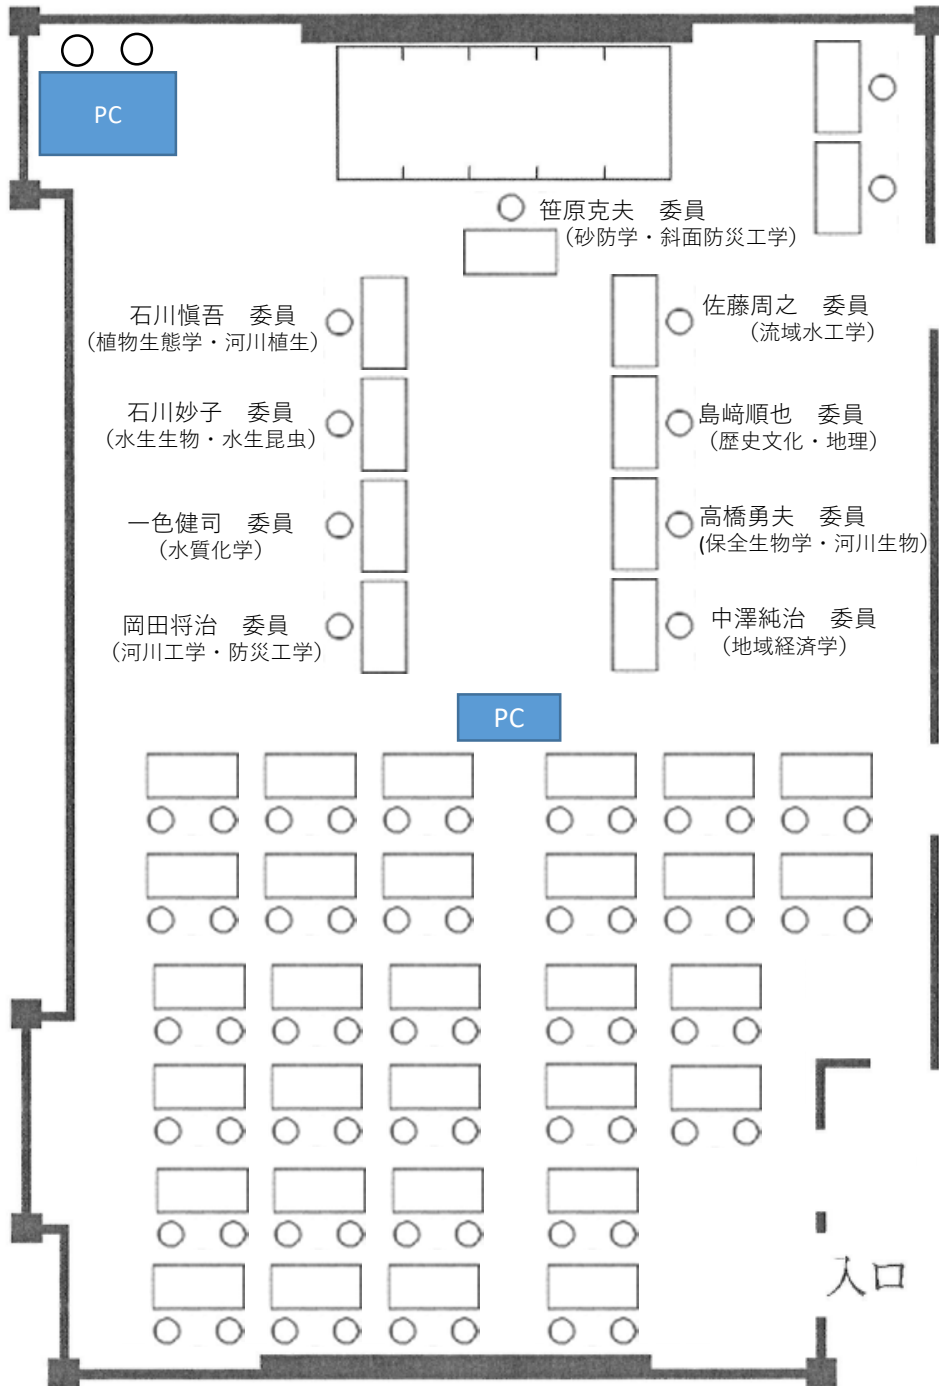 PC
笹原克夫　委員
（砂防学・斜面防災工学）
石川愼吾　委員
（植物生態学・河川植生）
佐藤周之　委員
（流域水工学）
石川妙子　委員
（水生生物・水生昆虫）
島﨑順也　委員
（歴史文化・地理）
一色健司　委員
（水質化学）
高橋勇夫　委員
(保全生物学・河川生物）
岡田将治　委員
（河川工学・防災工学）
中澤純治　委員
（地域経済学）
PC
入口